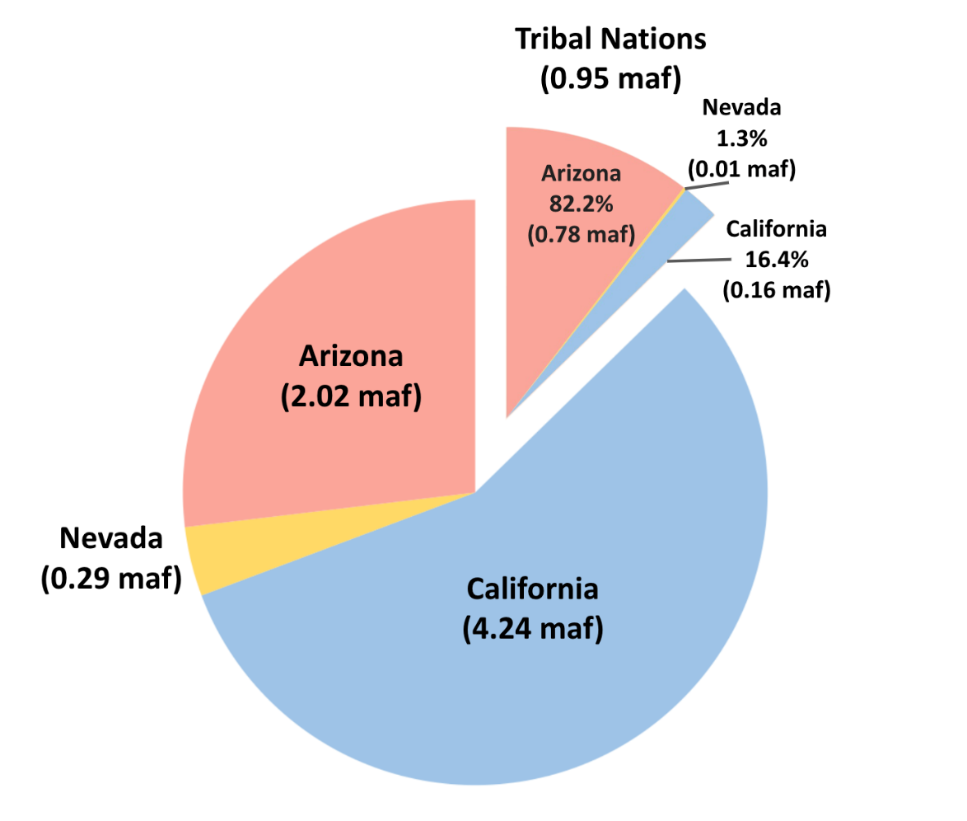 Tribal Nations
(0.95 maf)
Nevada
1.3%
(0.01 maf)
Arizona
82.2%
(0.78 maf)
California
16.4%
(0.16 maf)
Arizona
(2.02 maf)
Nevada
(0.29 maf)
California
(4.24 maf)